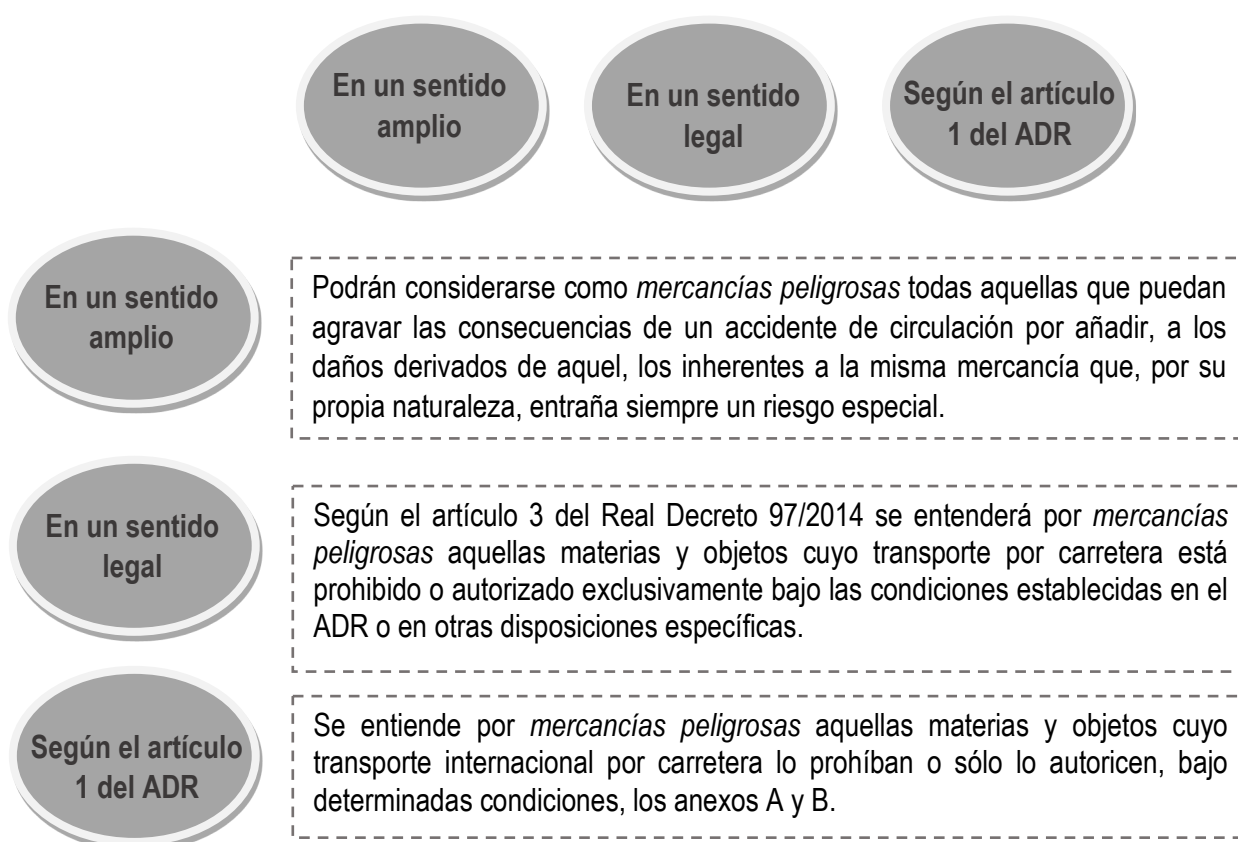 En un sentido
amplio
En un sentido
legal
Según el artículo
1 del ADR
En un sentido
amplio
Podrán considerarse como mercancías peligrosas todas aquellas que puedan
agravar las consecuencias de un accidente de circulación por añadir, a los
daños derivados de aquel, los inherentes a la misma mercancía que, por su
propia naturaleza, entraña siempre un riesgo especial.
En un sentido
legal
Según el artículo 3 del Real Decreto 97/2014 se entenderá por mercancías
peligrosas aquellas materias y objetos cuyo transporte por carretera está
prohibido o autorizado exclusivamente bajo las condiciones establecidas en el
ADR o en otras disposiciones específicas.
Según el artículo
1 del ADR
Se entiende por mercancías peligrosas aquellas materias y objetos cuyo
transporte internacional por carretera lo prohíban o sólo lo autoricen, bajo
determinadas condiciones, los anexos A y B.